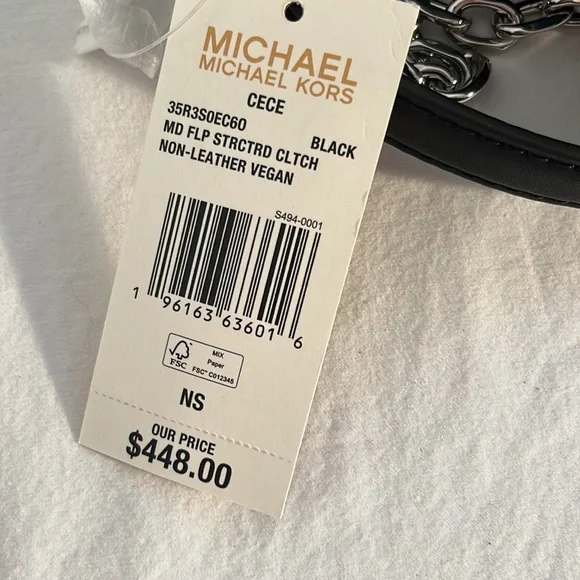 MICHAEL
MICHAEL KORS
CECE
35R3S0EC6O BLACK
MD FLP STRCTRD CLTCH
NON-LEATHER VEGAN
S494-0001
1 96163 63601 6
FSC
MIX
Paper
FSC™ C012345
NS
OUR PRICE
$448.00